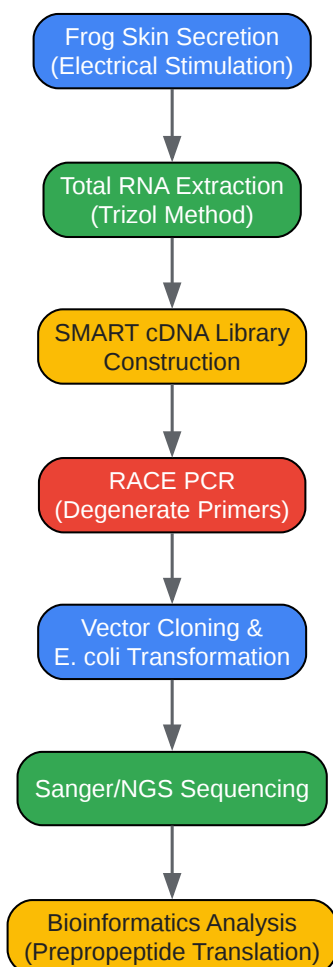 Frog Skin Secretion
(Electrical Stimulation)
Total RNA Extraction
(Trizol Method)
SMART cDNA Library
Construction
RACE PCR
(Degenerate Primers)
Vector Cloning &
E. coli Transformation
Sanger/NGS Sequencing
Bioinformatics Analysis
(Prepropeptide Translation)